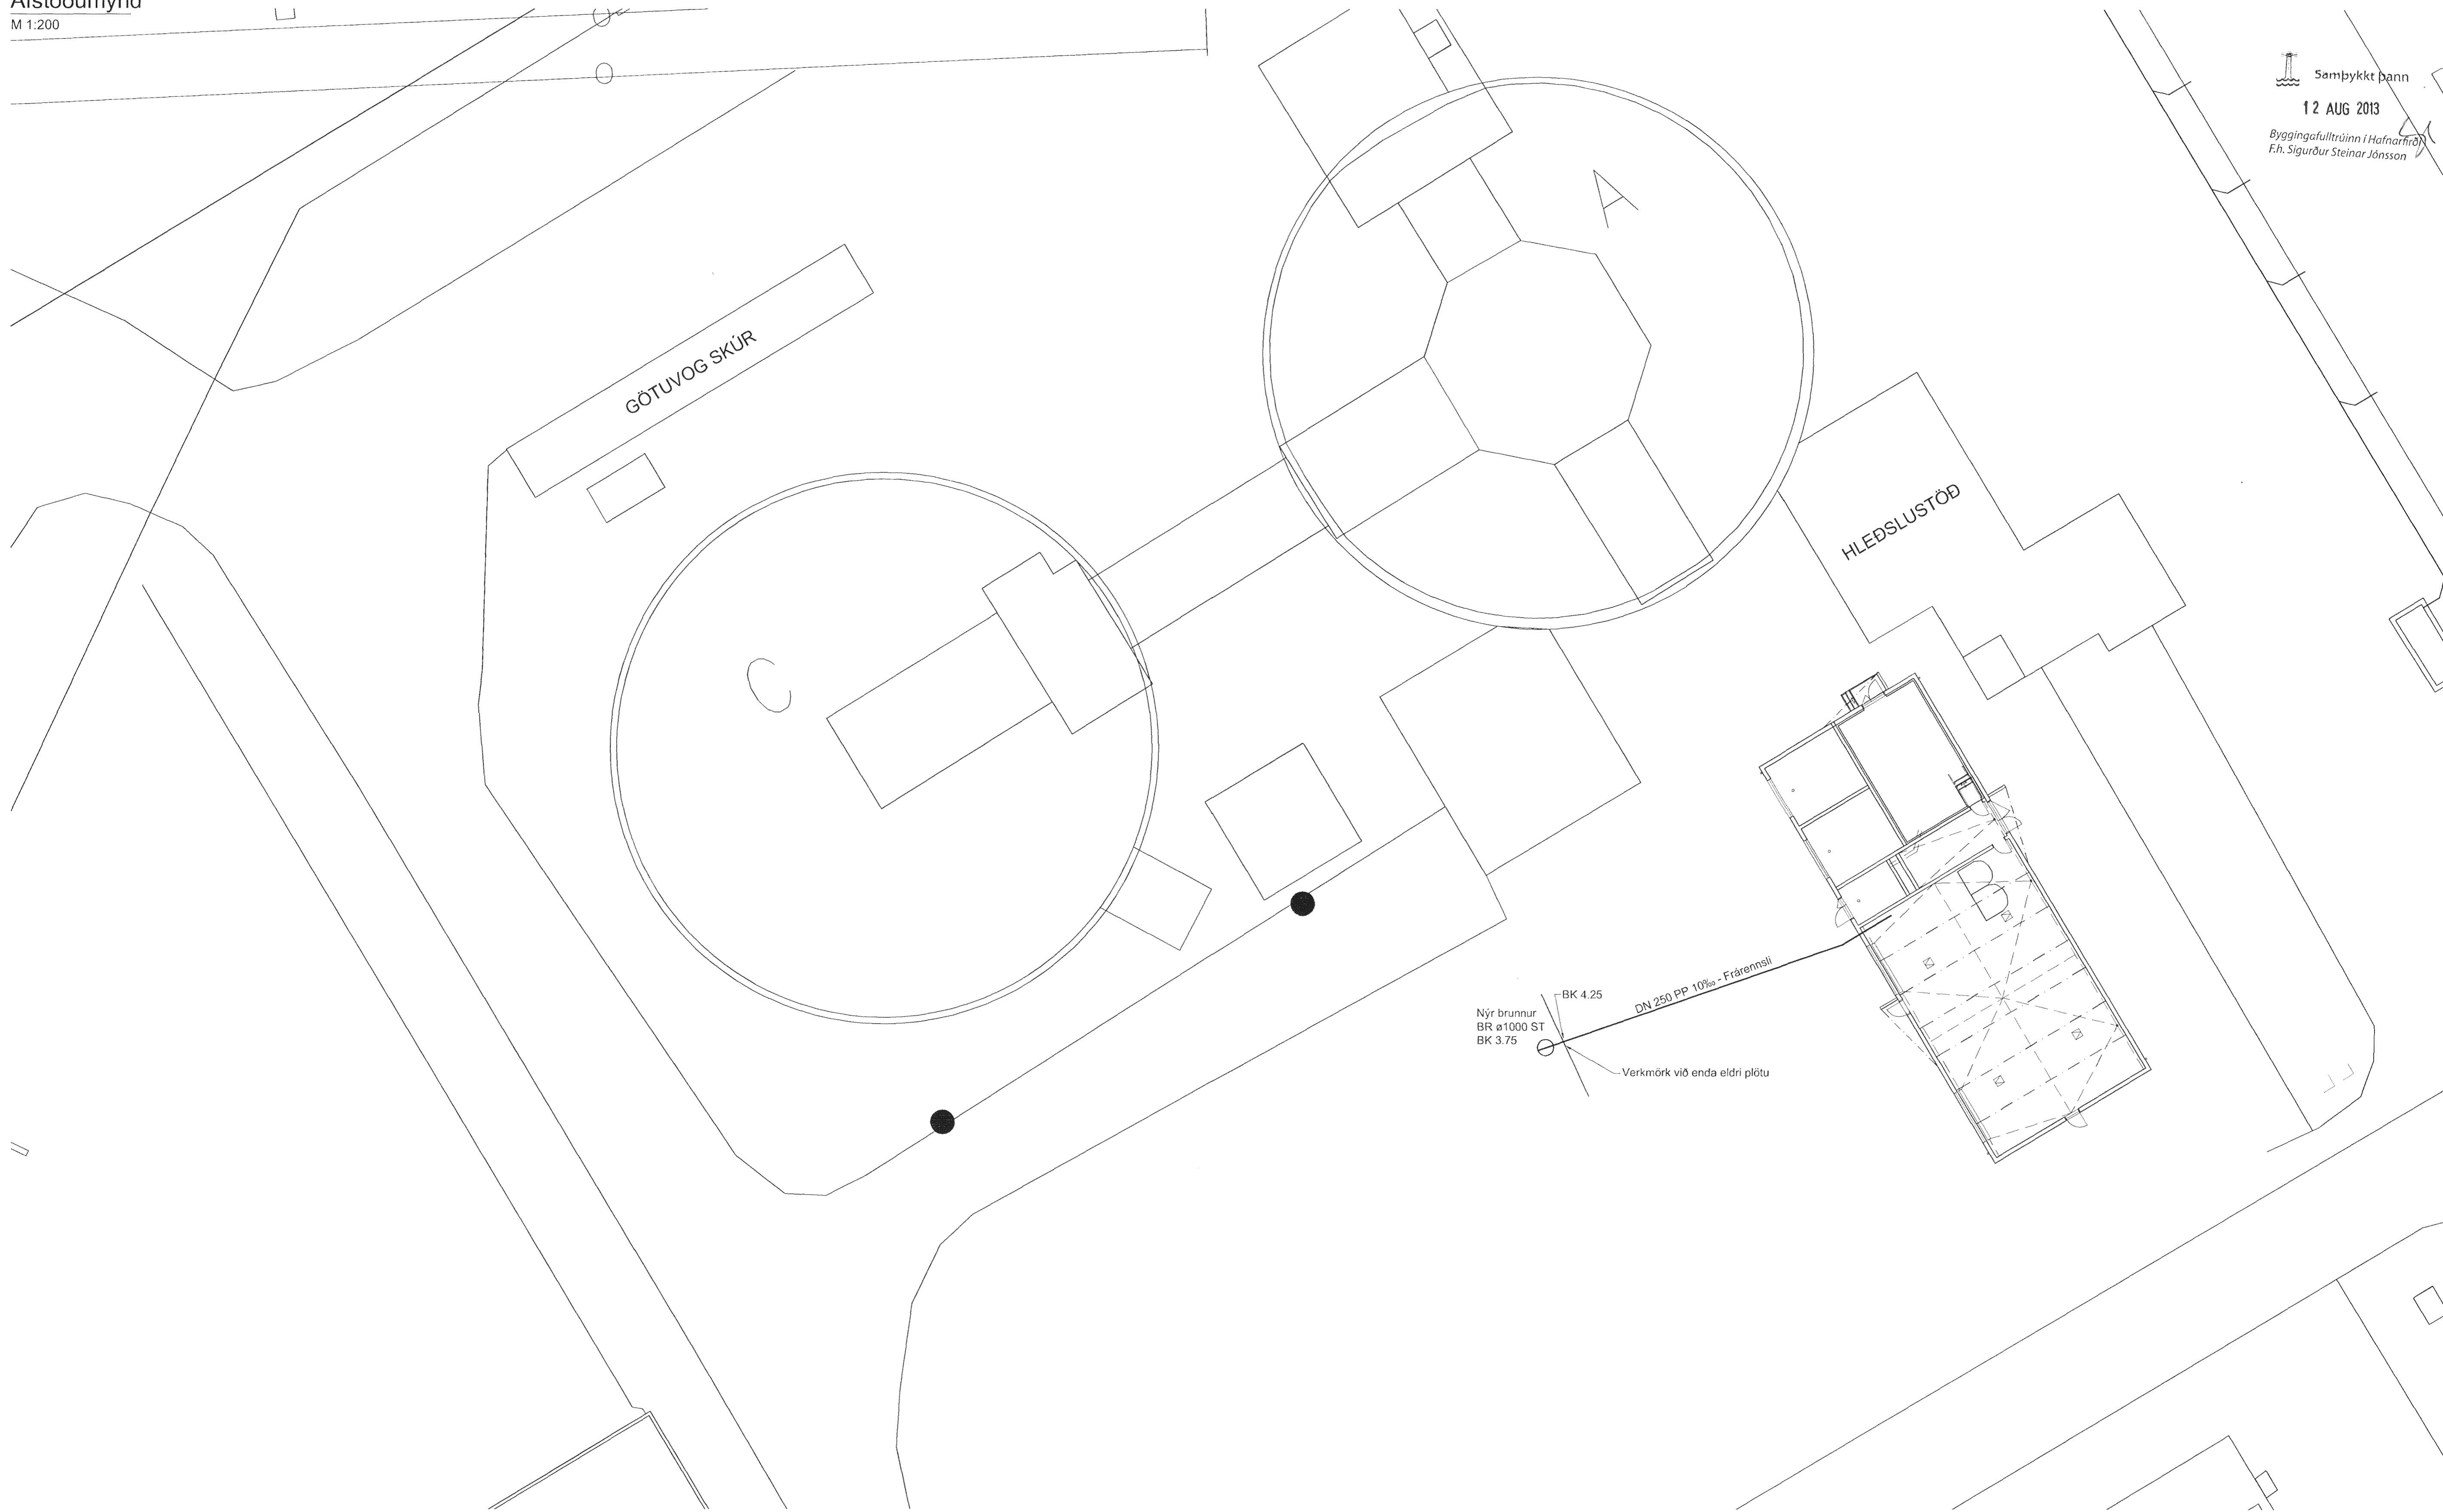 Afstöðumynd
M 1:200
Samþykkt þann
12 AUG 2013
Byggingafulltrúinn í Hafnarfirði
F.h. Sigurður Steinar Jónsson
A
GÖTUVOG SKÚR
HLEÐSLUSTÖÐ
C
B
DN 250 PP 10‰ - Frárennsli
BK 4.25
Nýr brunnur
BR ø1000 ST
BK 3.75
Verkmörk við enda eldri plötu